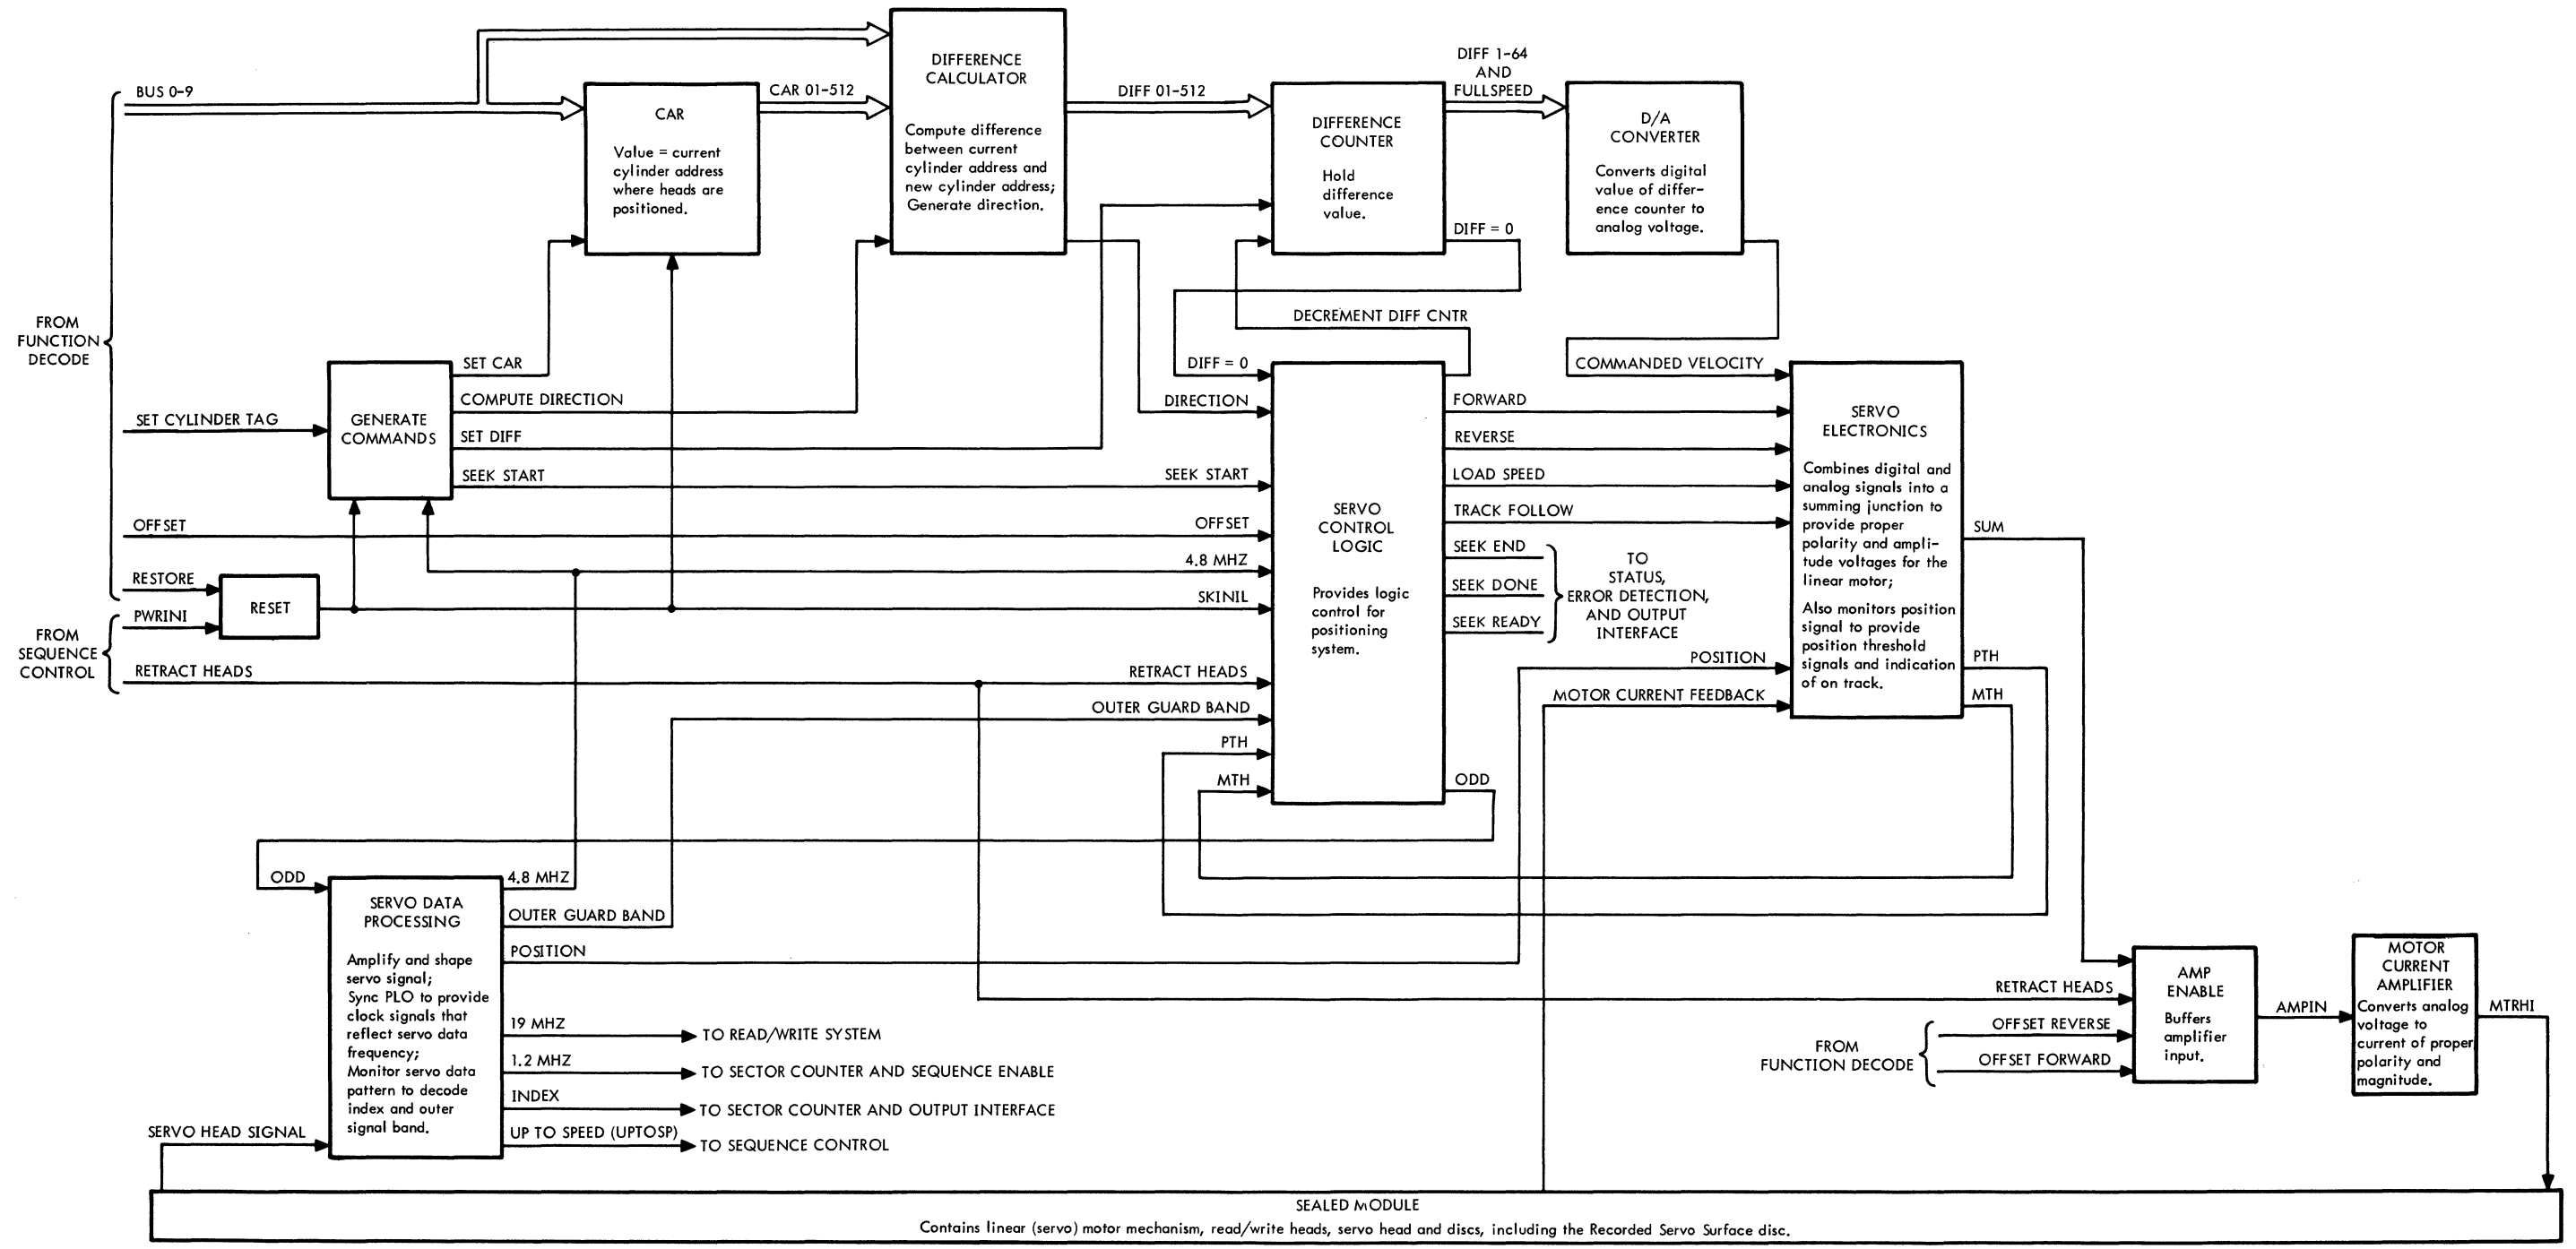 BUS 0-9
FROM
FUNCTION
DECODE
SET CYLINDER TAG
OFFSET
RESTORE
PWRINI
FROM
SEQUENCE
CONTROL
RETRACT HEADS
RESET
GENERATE
COMMANDS
SET CAR
COMPUTE DIRECTION
SET DIFF
SEEK START
CAR
Value = current
cylinder address
where heads are
positioned.
CAR 01-512
DIFFERENCE
CALCULATOR
Compute difference
between current
cylinder address and
new cylinder address;
Generate direction.
DIFF 01-512
DIFFERENCE
COUNTER
Hold
difference
value.
DIFF 1-64
AND
FULLSPEED
DIFF = 0
D/A
CONVERTER
Converts digital
value of differ-
ence counter to
analog voltage.
DECREMENT DIFF CNTR
DIFF = 0
DIRECTION
SEEK START
OFFSET
4.8 MHZ
SKINIL
RETRACT HEADS
OUTER GUARD BAND
PTH
MTH
SERVO
CONTROL
LOGIC
Provides logic
control for
positioning
system.
COMMANDED VELOCITY
FORWARD
REVERSE
LOAD SPEED
TRACK FOLLOW
SEEK END
SEEK DONE
SEEK READY
TO
STATUS,
ERROR DETECTION,
AND OUTPUT
INTERFACE
POSITION
MOTOR CURRENT FEEDBACK
ODD
SERVO
ELECTRONICS
Combines digital and
analog signals into a
summing junction to
provide proper
polarity and ampli-
tude voltages for the
linear motor;
Also monitors position
signal to provide
position threshold
signals and indication
of on track.
SUM
PTH
MTH
ODD
SERVO DATA
PROCESSING
Amplify and shape
servo signal;
Sync PLO to provide
clock signals that
reflect servo data
frequency;
Monitor servo data
pattern to decode
index and outer
signal band.
SERVO HEAD SIGNAL
4.8 MHZ
OUTER GUARD BAND
POSITION
19 MHZ
TO READ/WRITE SYSTEM
1.2 MHZ
TO SECTOR COUNTER AND SEQUENCE ENABLE
INDEX
TO SECTOR COUNTER AND OUTPUT INTERFACE
UP TO SPEED (UPTOSP)
TO SEQUENCE CONTROL
RETRACT HEADS
OFFSET REVERSE
OFFSET FORWARD
FROM
FUNCTION DECODE
AMP
ENABLE
Buffers
amplifier
input.
AMPIN
MOTOR
CURRENT
AMPLIFIER
Converts analog
voltage to
current of proper
polarity and
magnitude.
MTRHI
SEALED MODULE
Contains linear (servo) motor mechanism, read/write heads, servo head and discs, including the Recorded Servo Surface disc.